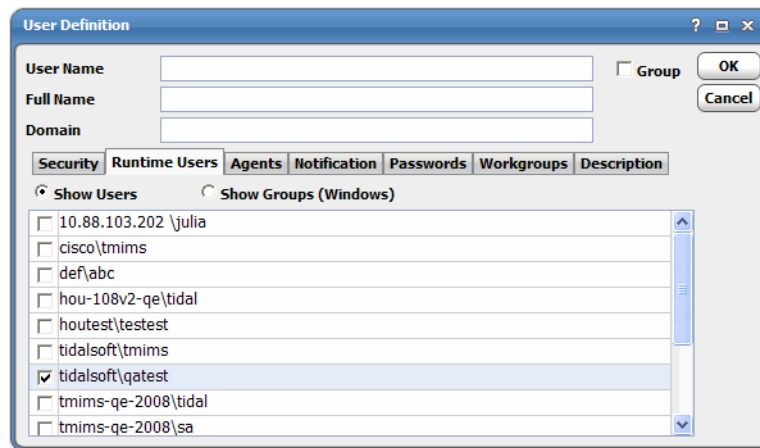 User Definition
User Name
Group
OK
Full Name
Cancel
Domain
Security Runtime Users Agents Notification Passwords Workgroups Description
Show Users Show Groups (Windows)
10.88.103.202 \julia
cisco\tmims
def\abc
hou-108v2-qe\tidal
houtest\testest
tidalsoft\tmims
tidalsoft\qatest
tmims-qe-2008\tidal
tmims-qe-2008\sa